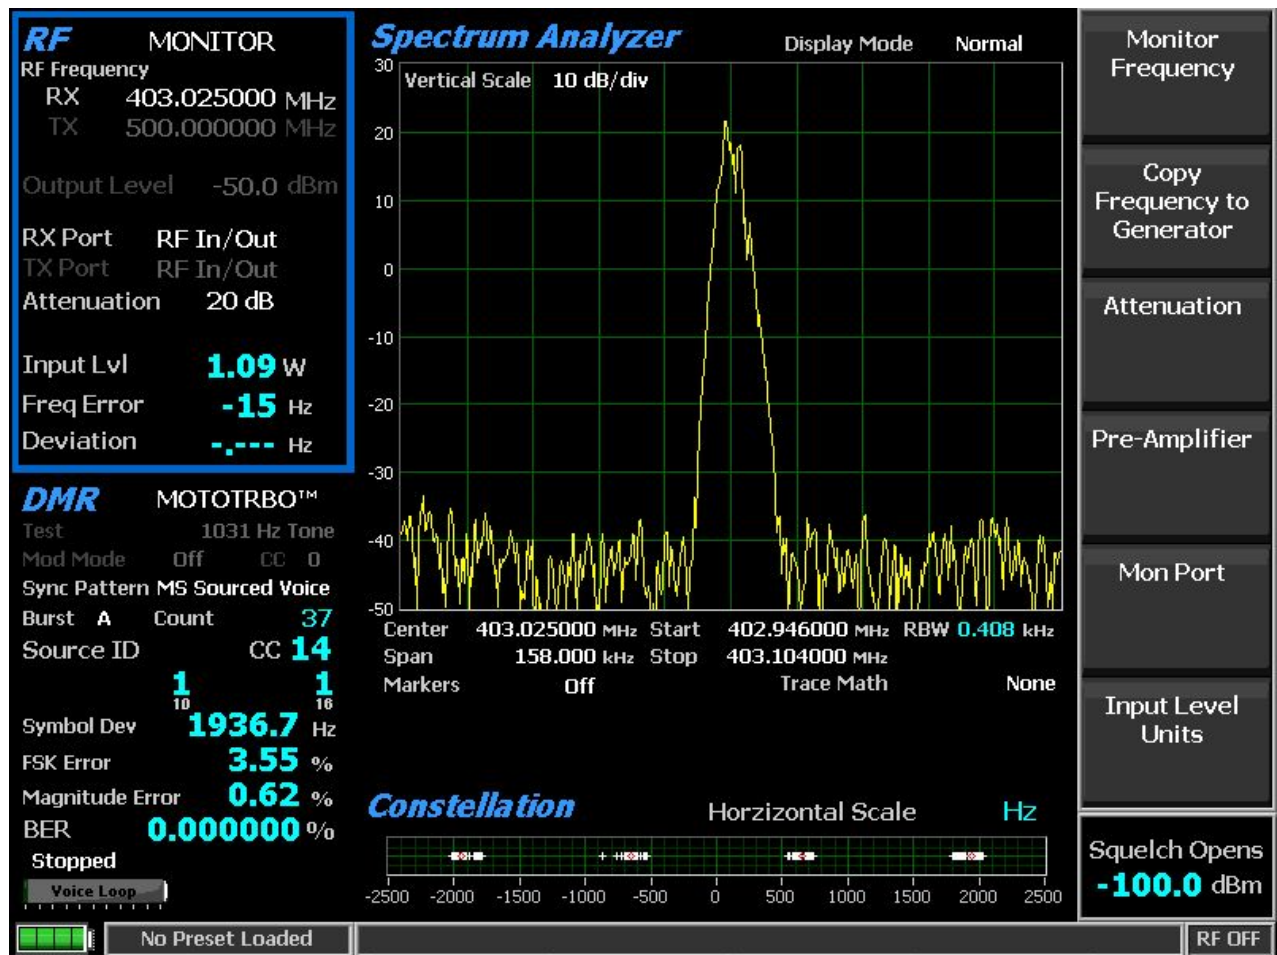 RF MONITOR
RF Frequency
RX 403.025000 MHz
TX 500.000000 MHz
Output Level -50.0 dBm
RX Port RF In/Out
TX Port RF In/Out
Attenuation 20 dB
Input Lvl 1.09 W
Freq Error -15 Hz
Deviation -.--- Hz
DMR MOTOTRBO™
Test 1031 Hz Tone
Mod Mode Off CC 0
Sync Pattern MS Sourced Voice
Burst A Count 37
Source ID CC 14
1 1
10 16
Symbol Dev 1936.7 Hz
FSK Error 3.55 %
Magnitude Error 0.62 %
BER 0.000000 %
Stopped
Voice Loop
Spectrum Analyzer Display Mode Normal
Vertical Scale 10 dB/div
30
20
10
0
-10
-20
-30
-40
-50
Center 403.025000 MHz Start 402.946000 MHz RBW 0.408 kHz
Span 158.000 kHz Stop 403.104000 MHz
Markers Off Trace Math None
Constellation Horzizontal Scale Hz
-2500 -2000 -1500 -1000 -500 0 500 1000 1500 2000 2500
Monitor
Frequency
Copy
Frequency to
Generator
Attenuation
Pre-Amplifier
Mon Port
Input Level
Units
Squelch Opens
-100.0 dBm
No Preset Loaded
RF OFF